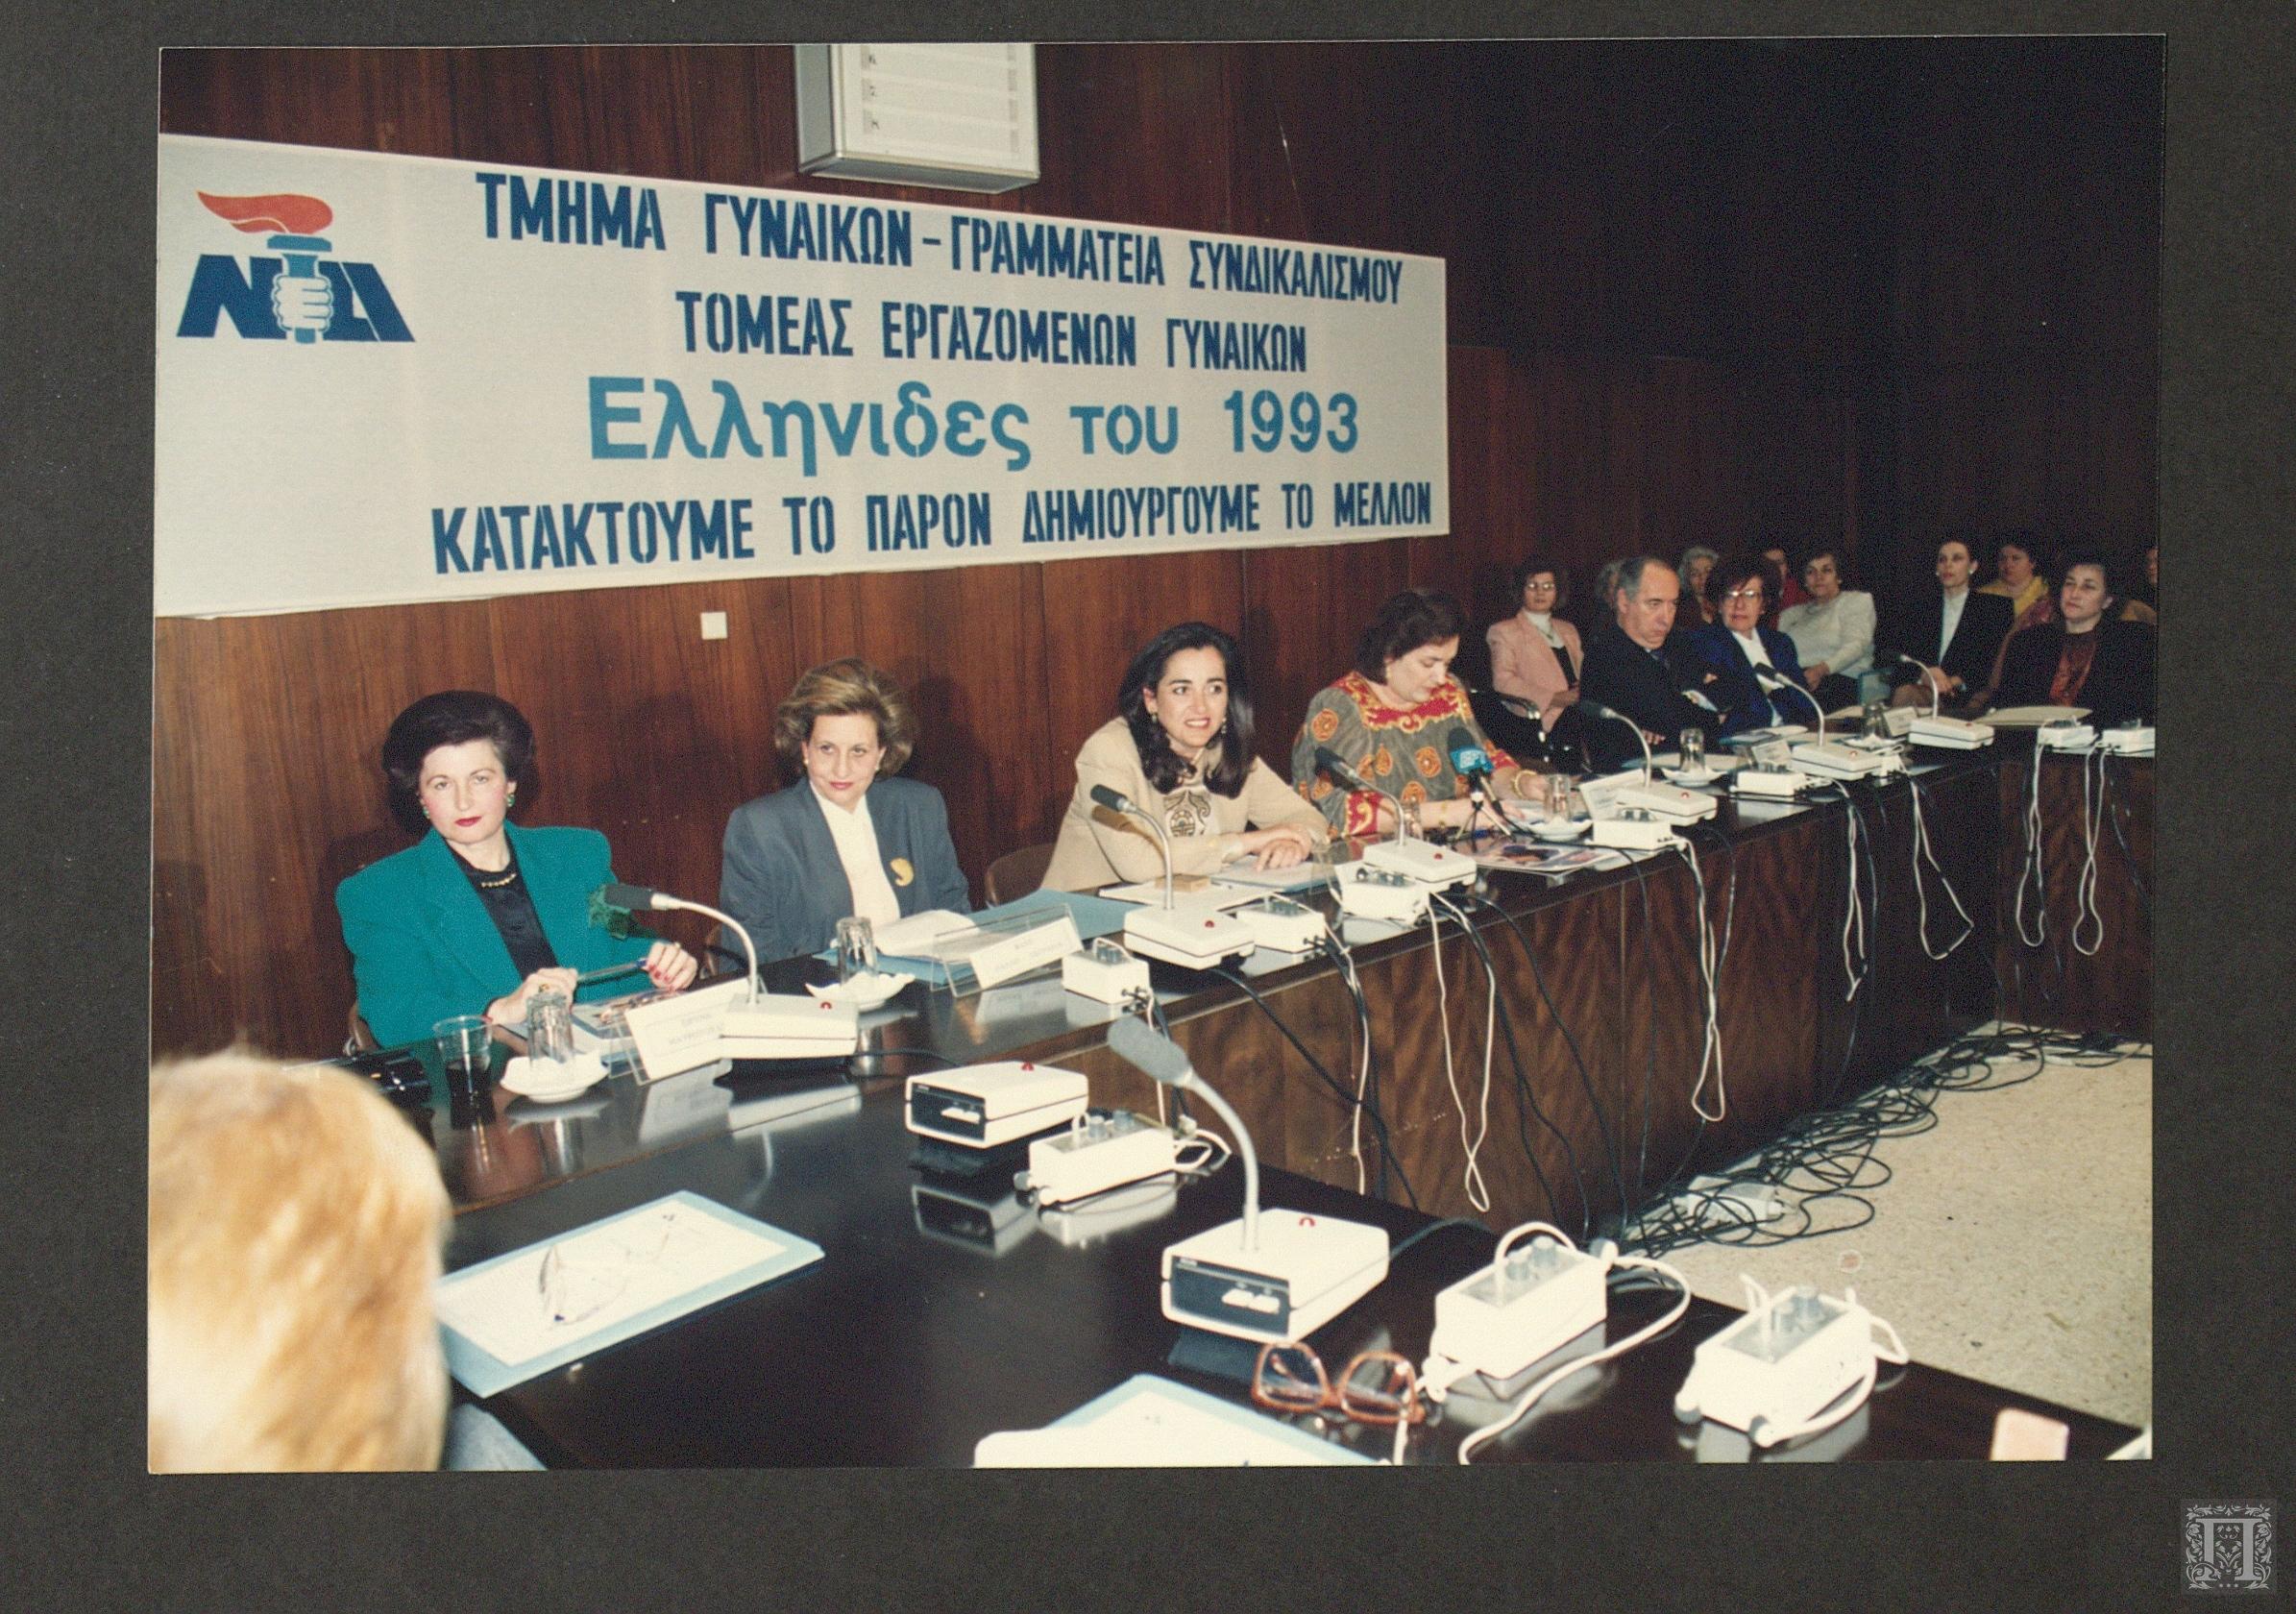 ΝΔ
ΤΜΗΜΑ ΓΥΝΑΙΚΩΝ - ΓΡΑΜΜΑΤΕΙΑ ΣΥΝΔΙΚΑΛΙΣΜΟΥ
ΤΟΜΕΑΣ ΕΡΓΑΖΟΜΕΝΩΝ ΓΥΝΑΙΚΩΝ
Ελληνιδες του 1993
ΚΑΤΑΚΤΟΥΜΕ ΤΟ ΠΑΡΟΝ ΔΗΜΙΟΥΡΓΟΥΜΕ ΤΟ ΜΕΛΛΟΝ
Π